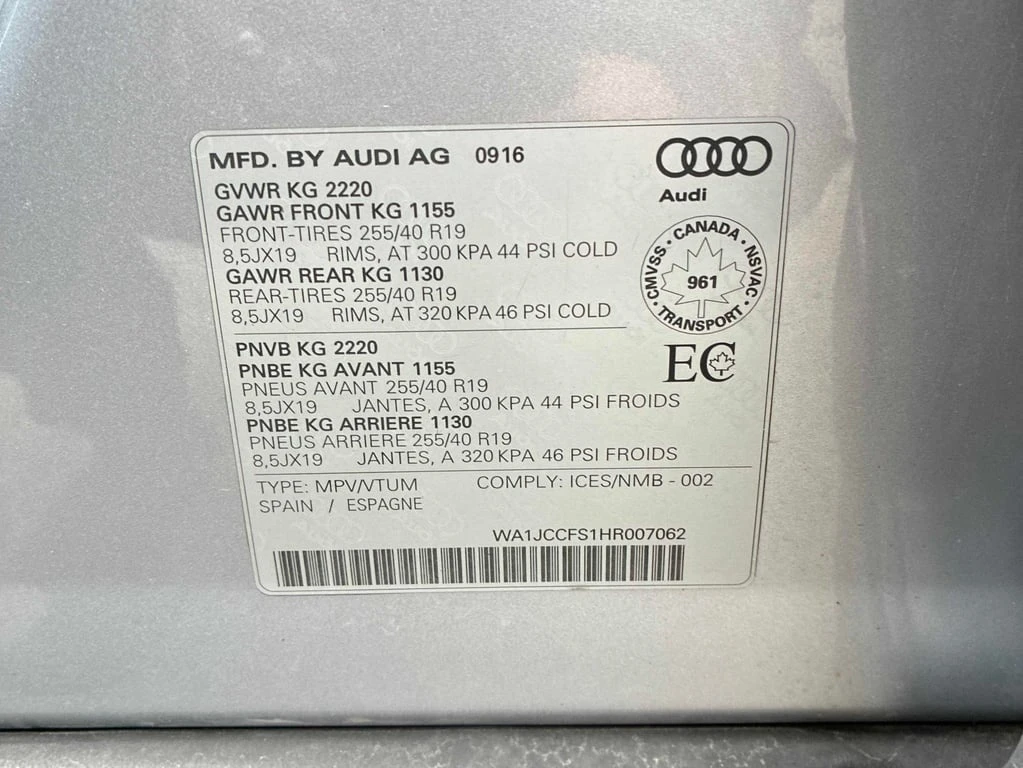 MFD. BY AUDI AG 0916
Audi
GVWR KG 2220
GAWR FRONT KG 1155
FRONT-TIRES 255/40 R19
8,5JX19 RIMS, AT 300 KPA 44 PSI COLD
GAWR REAR KG 1130
REAR-TIRES 255/40 R19
8,5JX19 RIMS, AT 320 KPA 46 PSI COLD
CMVSS · CANADA · NSVAC · TRANSPORT ·
961
PNVB KG 2220
PNBE KG AVANT 1155
PNEUS AVANT 255/40 R19
8,5JX19 JANTES, A 300 KPA 44 PSI FROIDS
PNBE KG ARRIERE 1130
PNEUS ARRIERE 255/40 R19
8,5JX19 JANTES, A 320 KPA 46 PSI FROIDS
EC
TYPE: MPV/VTUM COMPLY: ICES/NMB - 002
SPAIN / ESPAGNE
WA1JCCFS1HR007062